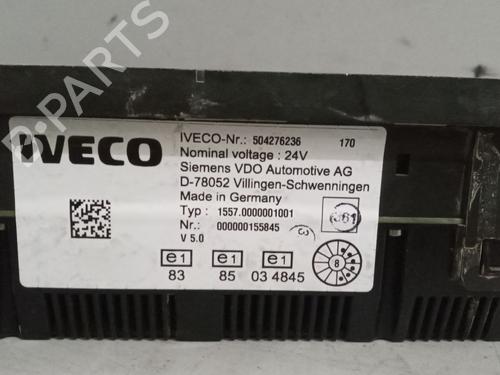 B-PARTS
IVECO
IVECO-Nr.: 504276236 170
Nominal voltage : 24V
Siemens VDO Automotive AG
D-78052 Villingen-Schwenningen
Made in Germany
Typ : 1557.0000001001
Nr.: 000000155845
V 5.0
e1 e1 e1
83 85 03 4845
8